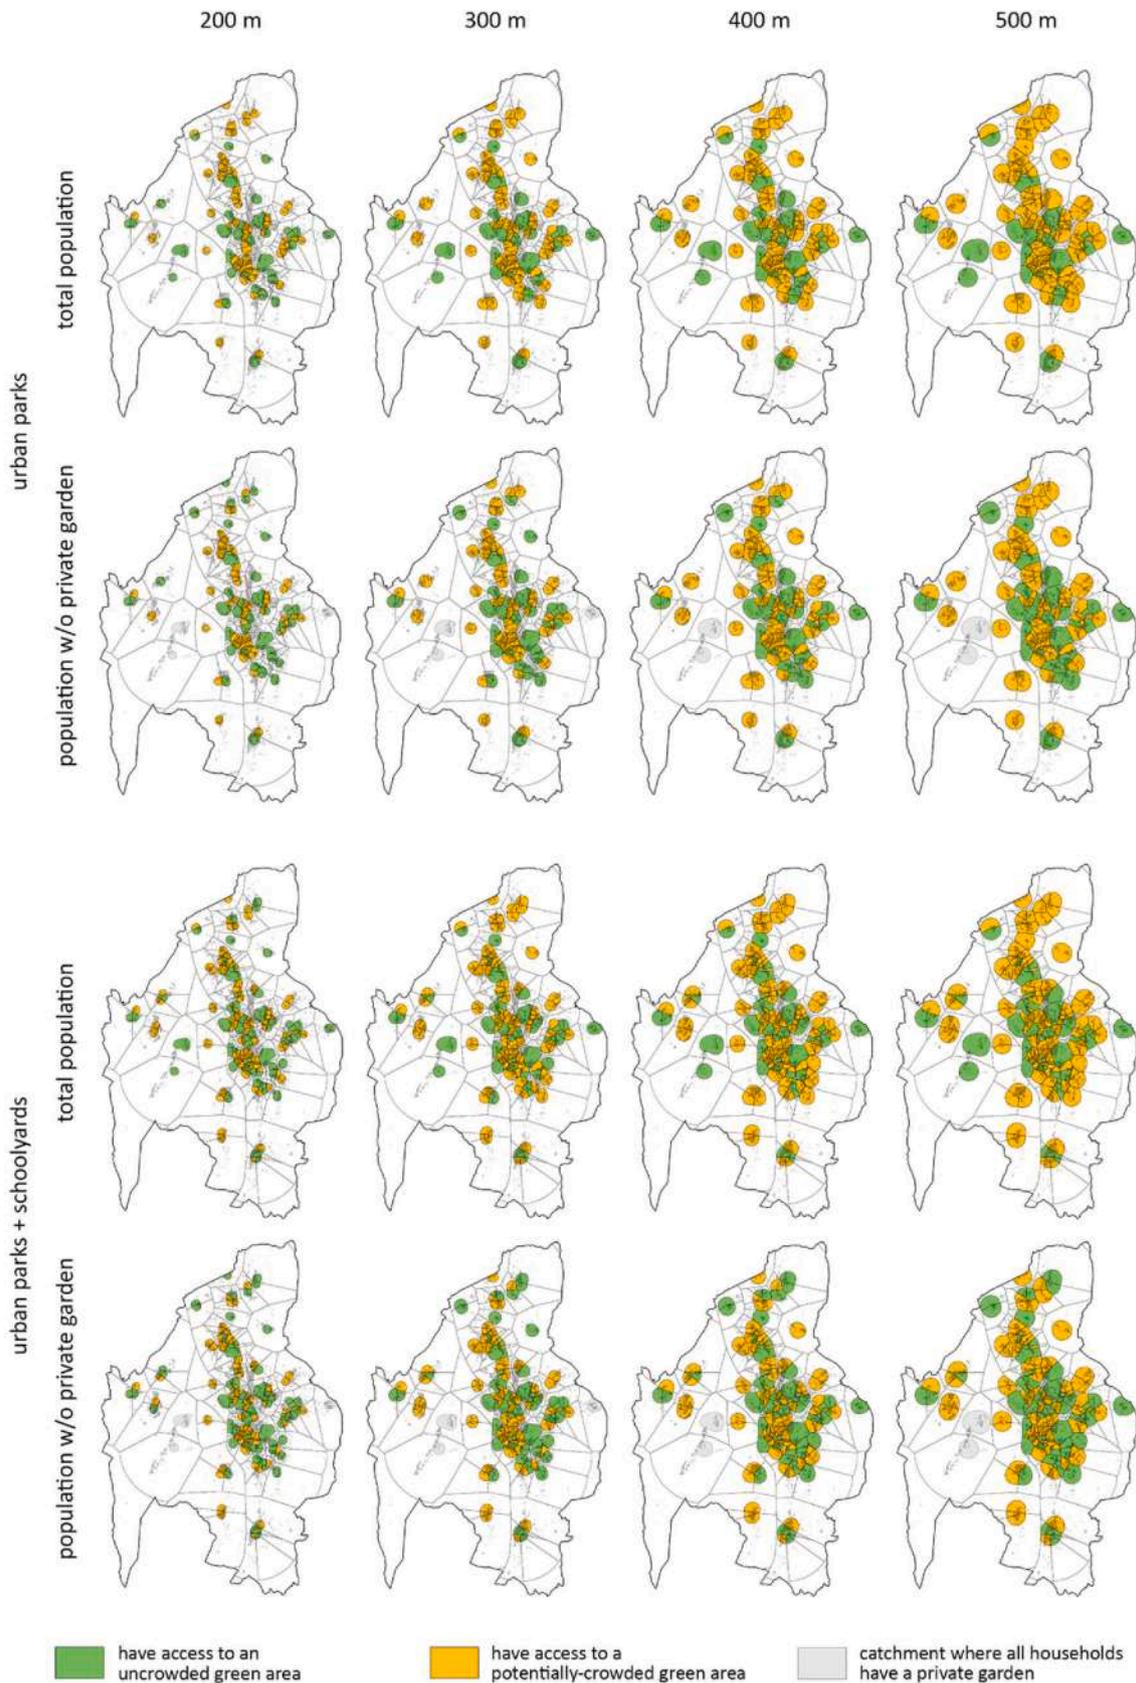 200 m 300 m 400 m 500 m
urban parks
total population
population w/o private garden
urban parks + schoolyards
total population
population w/o private garden
have access to an
uncrowded green area
have access to a
potentially-crowded green area
catchment where all households
have a private garden